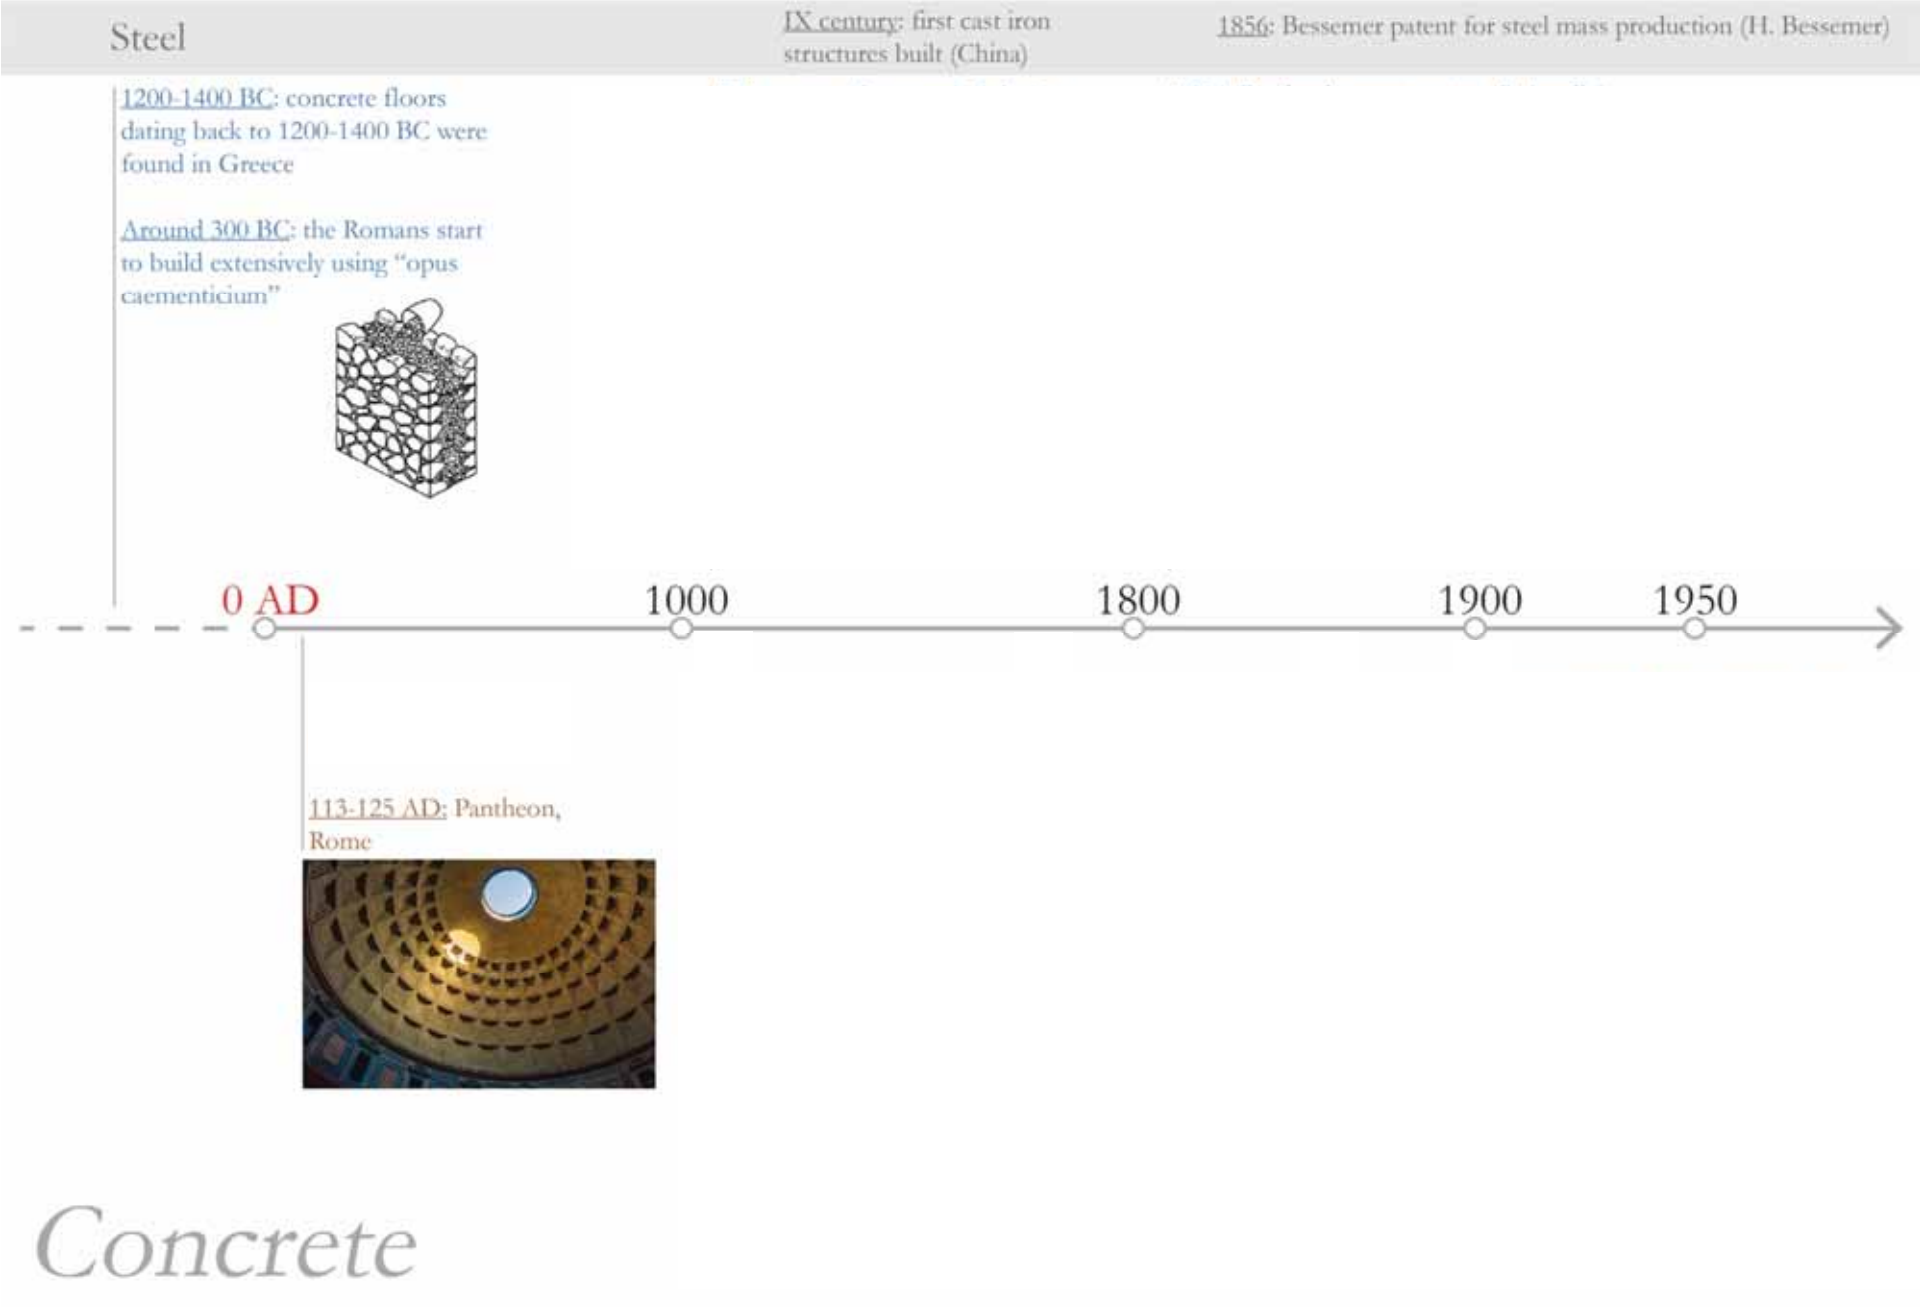 Steel
IX century: first cast iron
structures built (China)
1856: Bessemer patent for steel mass production (H. Bessemer)
1200-1400 BC: concrete floors
dating back to 1200-1400 BC were
found in Greece
Around 300 BC: the Romans start
to build extensively using “opus
caementicium”
0 AD
1000
1800
1900
1950
113-125 AD: Pantheon,
Rome
Concrete